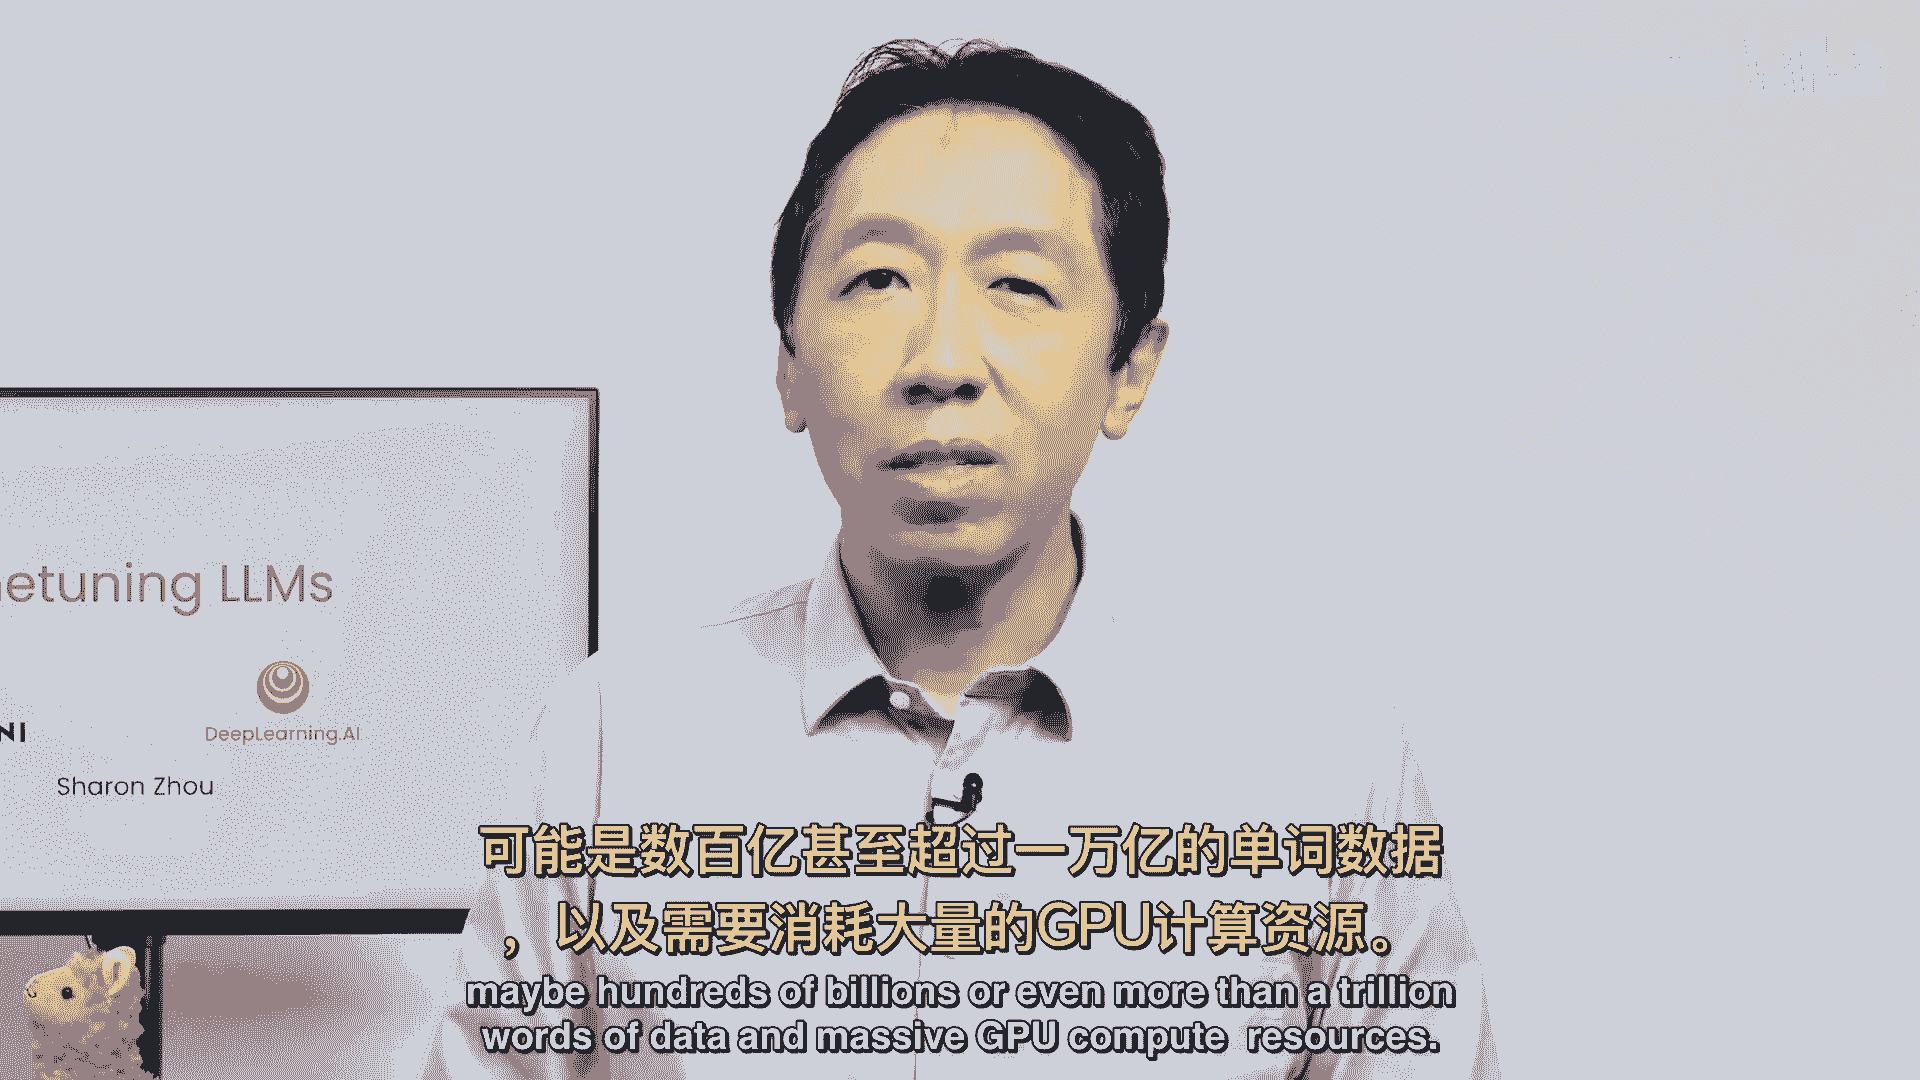 netuning LLMs
NI
DeepLearning.AI
Sharon Zhou
可能是数百亿甚至超过一万亿的单词数据
，以及需要消耗大量的GPU计算资源。
maybe hundreds of billions or even more than a trillion
words of data and massive GPU compute resources.